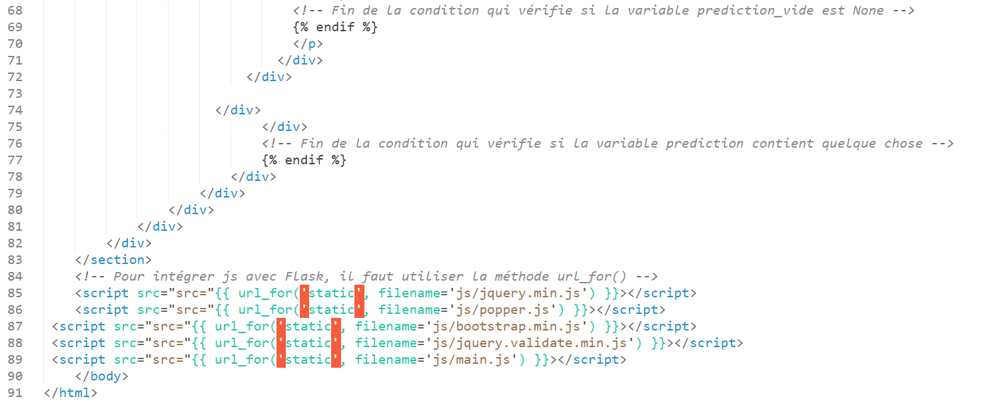 68 <!-- Fin de la condition qui vérifie si la variable prediction_vide est None -->
69 {% endif %}
70 </p>
71 </div>
72 </div>
73
74 </div>
75 </div>
76 <!-- Fin de la condition qui vérifie si la variable prediction contient quelque chose -->
77 {% endif %}
78 </div>
79 </div>
80 </div>
81 </div>
82 </div>
83 </section>
84 <!-- Pour intégrer js avec Flask, il faut utiliser la méthode url_for() -->
85 <script src="src="{{ url_for('static', filename='js/jquery.min.js') }}></script>
86 <script src="src="{{ url_for('static', filename='js/popper.js') }}></script>
87 <script src="src="{{ url_for('static', filename='js/bootstrap.min.js') }}></script>
88 <script src="src="{{ url_for('static', filename='js/jquery.validate.min.js') }}></script>
89 <script src="src="{{ url_for('static', filename='js/main.js') }}></script>
90 </body>
91 </html>